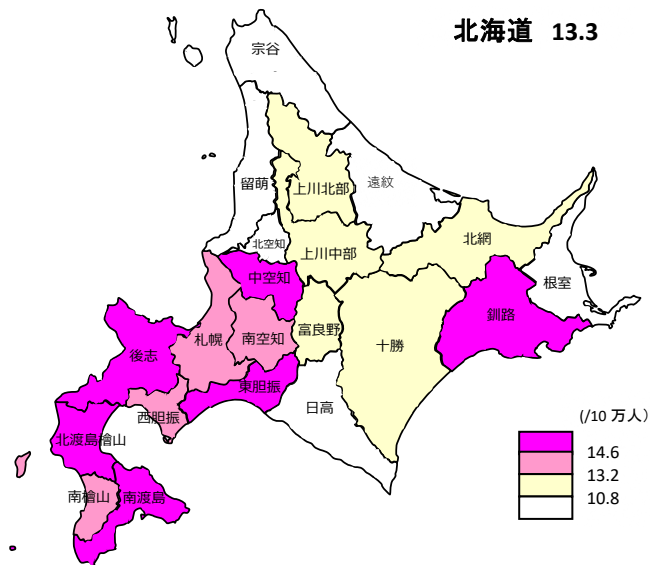 北海道 13.3
宗谷
留萌
上川北部
遠紋
北空知
上川中部
北網
中空知
根室
釧路
札幌
南空知
富良野
十勝
後志
東胆振
西胆振
日高
北渡島檜山
南檜山
南渡島
(/10 万人)
14.6
13.2
10.8